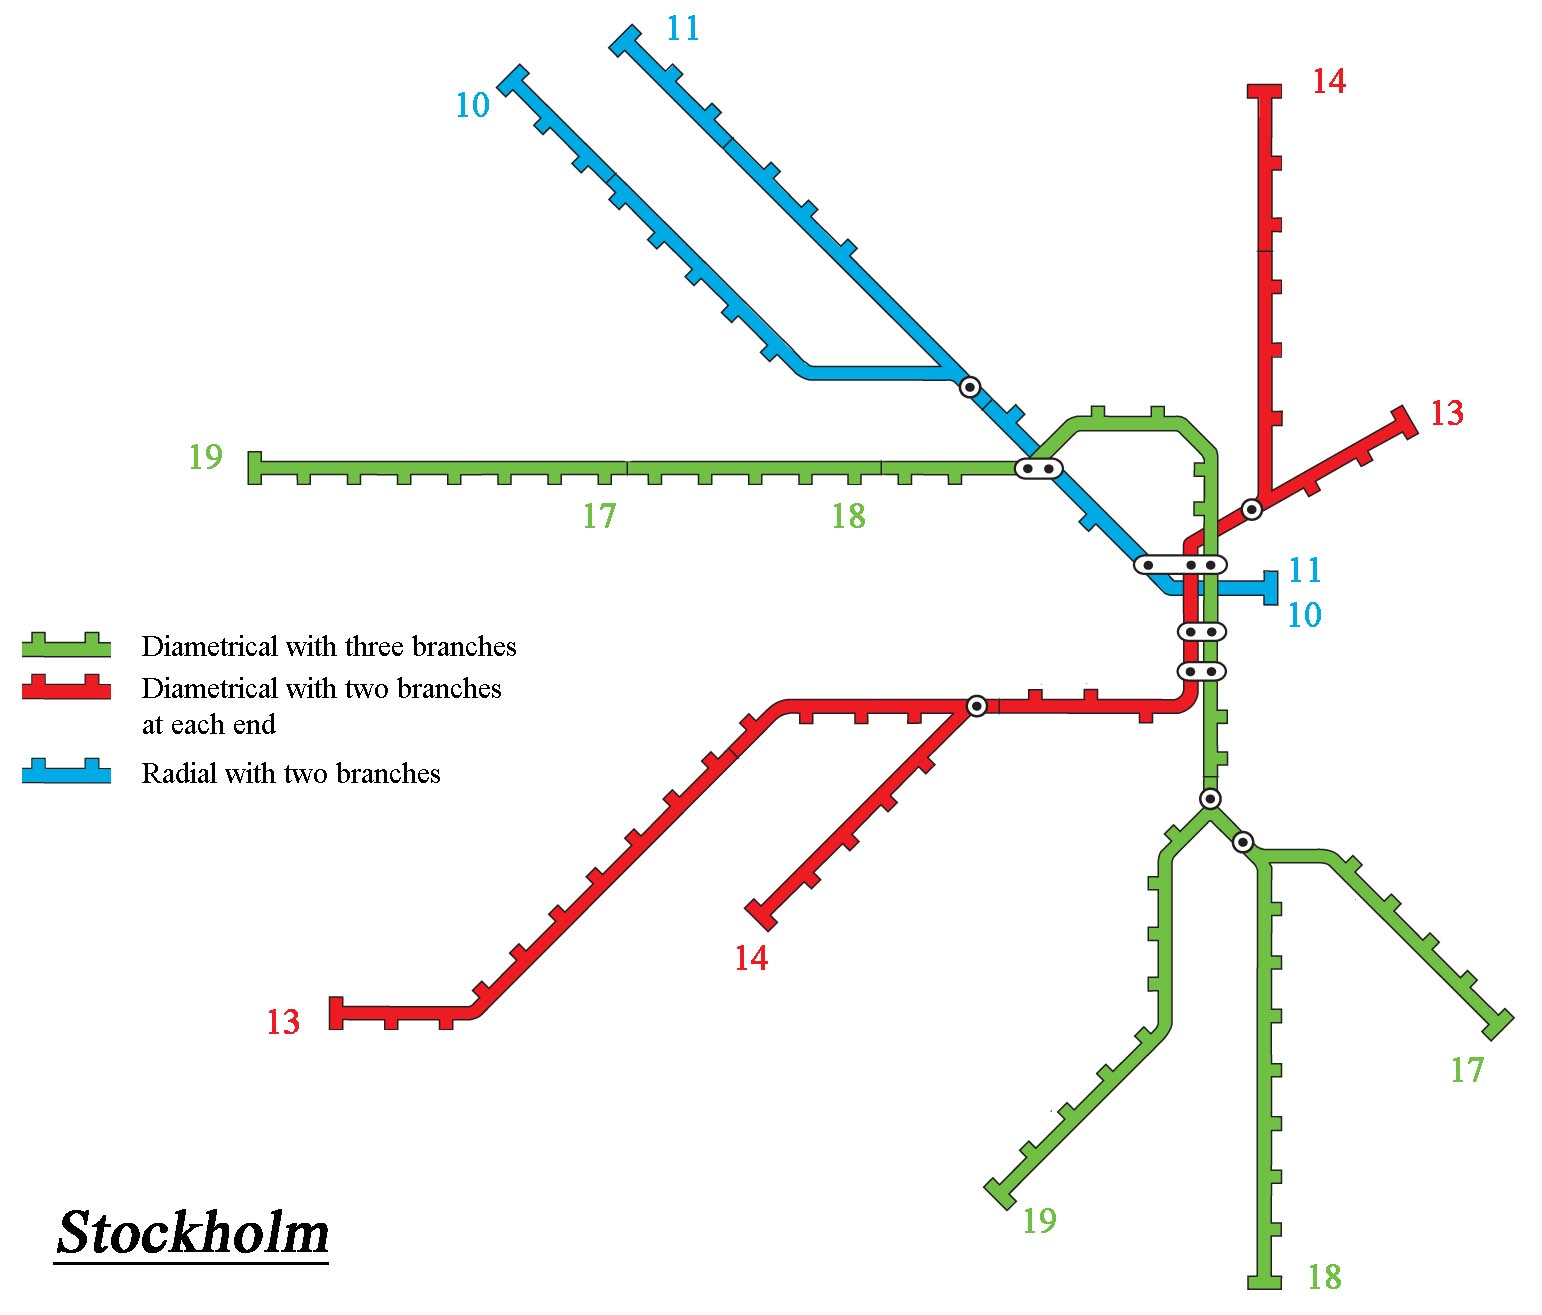 11
10
14
13
19
17
18
11
10
Diametrical with three branches
Diametrical with two branches
at each end
Radial with two branches
14
13
17
19
18
Stockholm